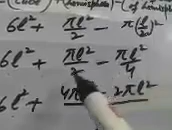 6l² + πl²/2 − π(l/2)²
6l² + πl²/2 − πl²/4
6l² + 4πl² − 2πl²